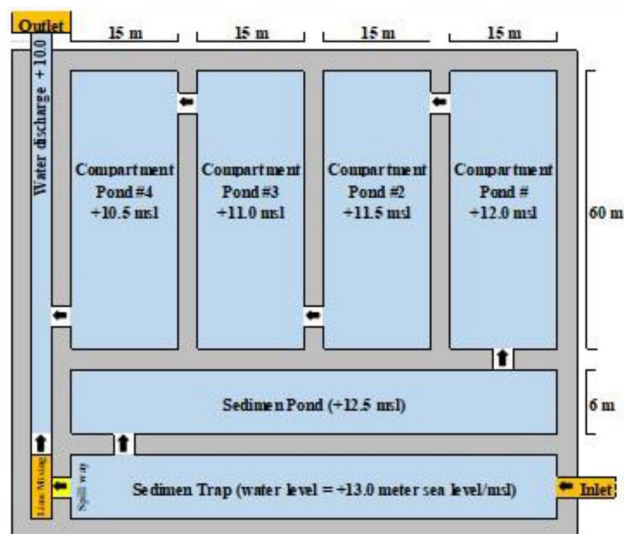 Outlet
15 m
15 m
15 m
15 m
Water discharge + 10.0
Compartment
Pond #4
+10.5 msl
Compartment
Pond #3
+11.0 msl
Compartment
Pond #2
+11.5 msl
Compartment
Pond #
+12.0 msl
60 m
Sedimen Pond (+12.5 msl)
6 m
Lime Mixing
Spill way
Sedimen Trap (water level = +13.0 meter sea level/msl)
Inlet